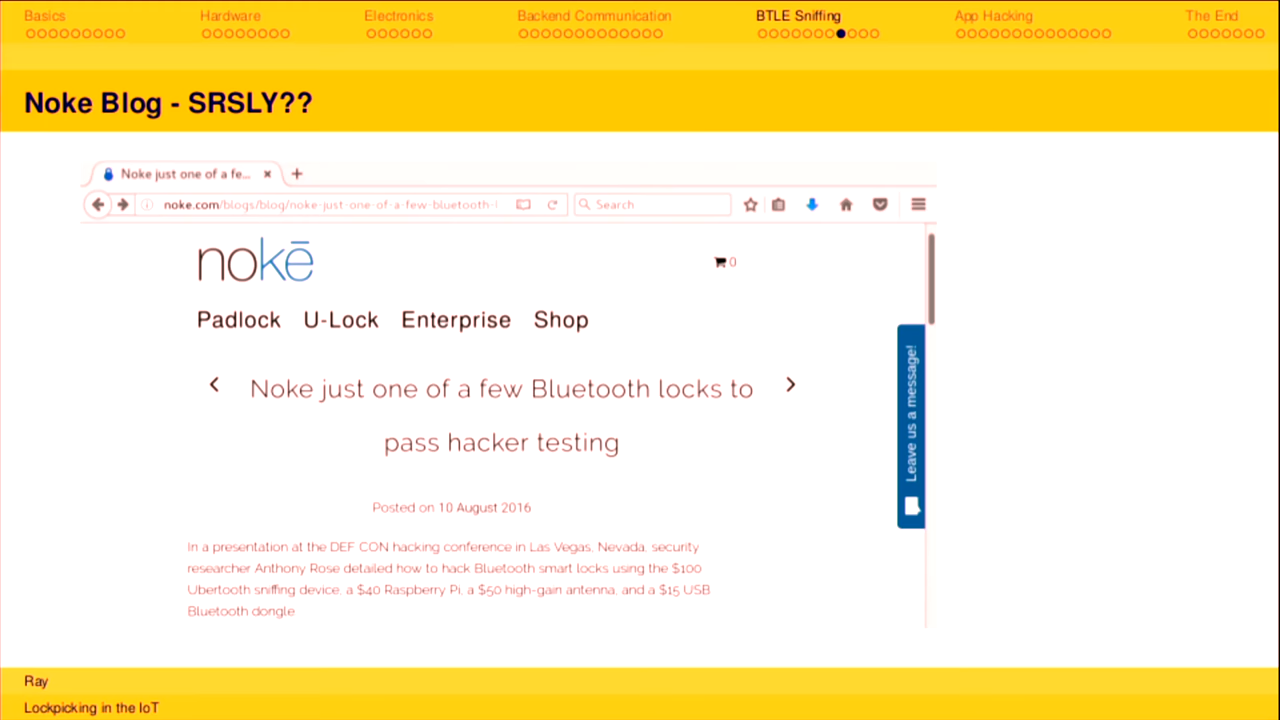 Basics Hardware Electronics Backend Communication BTLE Sniffing App Hacking The End
Noke Blog - SRSLY??
Noke just one of a fe...
noke.com/blogs/blog/noke-just-one-of-a-few-bluetooth-l
Search
nokē
0
Padlock U-Lock Enterprise Shop
Noke just one of a few Bluetooth locks to
pass hacker testing
Leave us a message!
Posted on 10 August 2016
In a presentation at the DEF CON hacking conference in Las Vegas, Nevada, security
researcher Anthony Rose detailed how to hack Bluetooth smart locks using the $100
Ubertooth sniffing device, a $40 Raspberry Pi, a $50 high-gain antenna, and a $15 USB
Bluetooth dongle
Ray
Lockpicking in the IoT